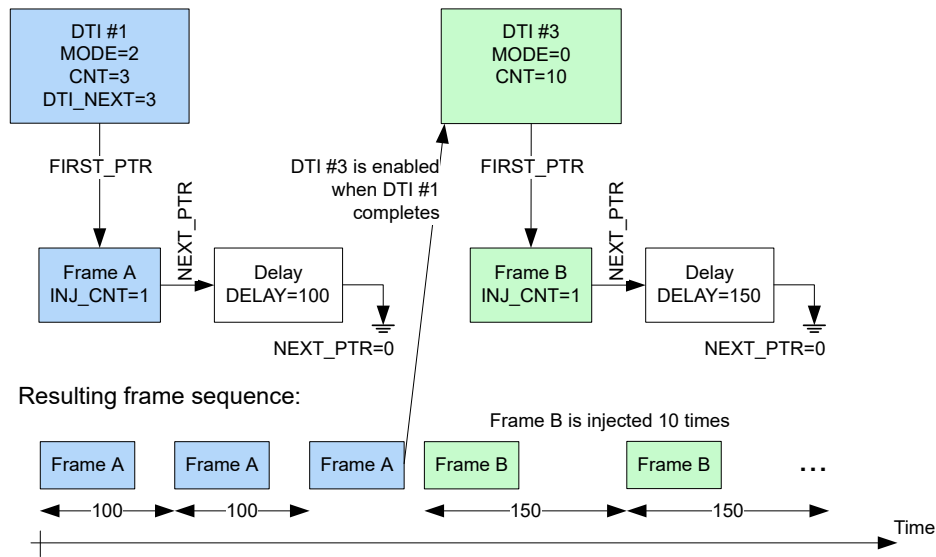 DTI #1
MODE=2
CNT=3
DTI_NEXT=3
DTI #3
MODE=0
CNT=10
FIRST_PTR
NEXT_PTR
DTI #3 is enabled
when DTI #1
completes
FIRST_PTR
NEXT_PTR
Frame A
INJ_CNT=1
Delay
DELAY=100
NEXT_PTR=0
Frame B
INJ_CNT=1
Delay
DELAY=150
NEXT_PTR=0
Resulting frame sequence:
Frame B is injected 10 times
Frame A
Frame A
Frame A
Frame B
Frame B
...
100
100
150
150
Time